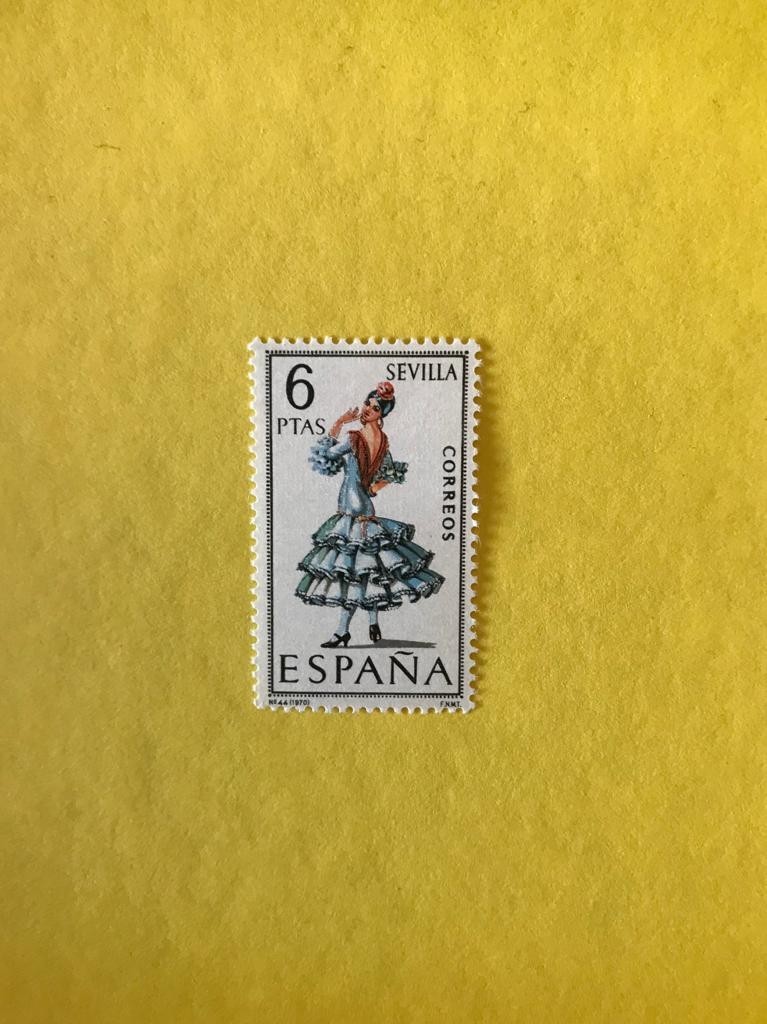 6
PTAS
SEVILLA
CORREOS
ESPAÑA
Nº 44 (1970)
F.N.M.T.